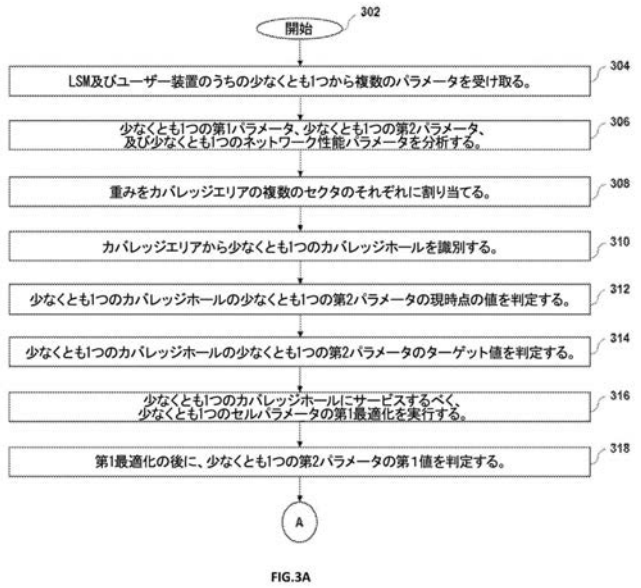 302
開始
304
LSM及びユーザー装置のうちの少なくとも1つから複数のパラメータを受け取る。
306
少なくとも1つの第1パラメータ、少なくとも1つの第2パラメータ、
及び少なくとも1つのネットワーク性能パラメータを分析する。
308
重みをカバレッジエリアの複数のセクタのそれぞれに割り当てる。
310
カバレッジエリアから少なくとも1つのカバレッジホールを識別する。
312
少なくとも1つのカバレッジホールの少なくとも1つの第2パラメータの現時点の値を判定する。
314
少なくとも1つのカバレッジホールの少なくとも1つの第2パラメータのターゲット値を判定する。
316
少なくとも1つのカバレッジホールにサービスするべく、
少なくとも1つのセルパラメータの第1最適化を実行する。
318
第1最適化の後に、少なくとも1つの第2パラメータの第1値を判定する。
A
FIG.3A